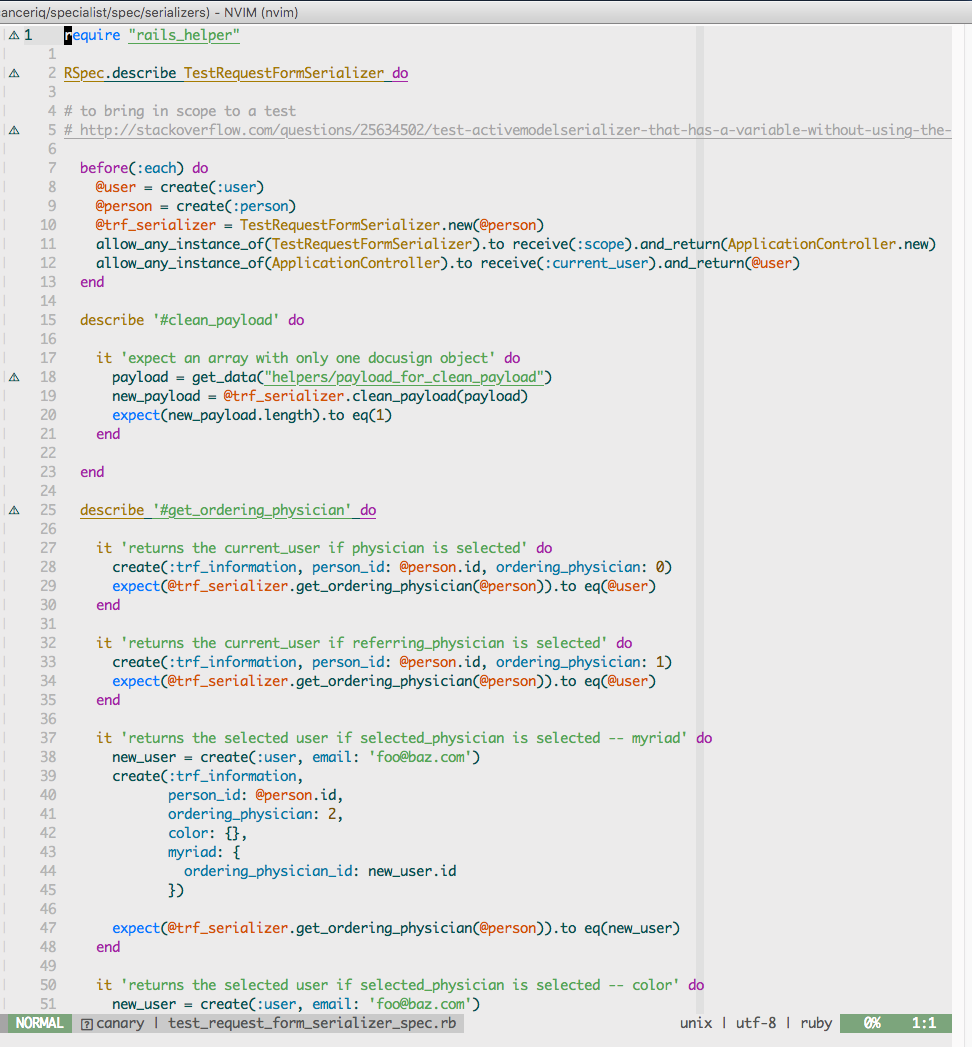 anceriq/specialist/spec/serializers) - NVIM (nvim)
⚠ 1 require "rails_helper"
1
⚠ 2 RSpec.describe TestRequestFormSerializer do
3
4 # to bring in scope to a test
⚠ 5 # http://stackoverflow.com/questions/25634502/test-activemodelserializer-that-has-a-variable-without-using-the-
6
7 before(:each) do
8 @user = create(:user)
9 @person = create(:person)
10 @trf_serializer = TestRequestFormSerializer.new(@person)
11 allow_any_instance_of(TestRequestFormSerializer).to receive(:scope).and_return(ApplicationController.new)
12 allow_any_instance_of(ApplicationController).to receive(:current_user).and_return(@user)
13 end
14
15 describe '#clean_payload' do
16
17 it 'expect an array with only one docusign object' do
⚠ 18 payload = get_data("helpers/payload_for_clean_payload")
19 new_payload = @trf_serializer.clean_payload(payload)
20 expect(new_payload.length).to eq(1)
21 end
22
23 end
24
⚠ 25 describe '#get_ordering_physician' do
26
27 it 'returns the current_user if physician is selected' do
28 create(:trf_information, person_id: @person.id, ordering_physician: 0)
29 expect(@trf_serializer.get_ordering_physician(@person)).to eq(@user)
30 end
31
32 it 'returns the current_user if referring_physician is selected' do
33 create(:trf_information, person_id: @person.id, ordering_physician: 1)
34 expect(@trf_serializer.get_ordering_physician(@person)).to eq(@user)
35 end
36
37 it 'returns the selected user if selected_physician is selected -- myriad' do
38 new_user = create(:user, email: 'foo@baz.com')
39 create(:trf_information,
40 person_id: @person.id,
41 ordering_physician: 2,
42 color: {},
43 myriad: {
44 ordering_physician_id: new_user.id
45 })
46
47 expect(@trf_serializer.get_ordering_physician(@person)).to eq(new_user)
48 end
49
50 it 'returns the selected user if selected_physician is selected -- color' do
51 new_user = create(:user, email: 'foo@baz.com')
NORMAL [?] canary | test_request_form_serializer_spec.rb unix | utf-8 | ruby 0% 1:1